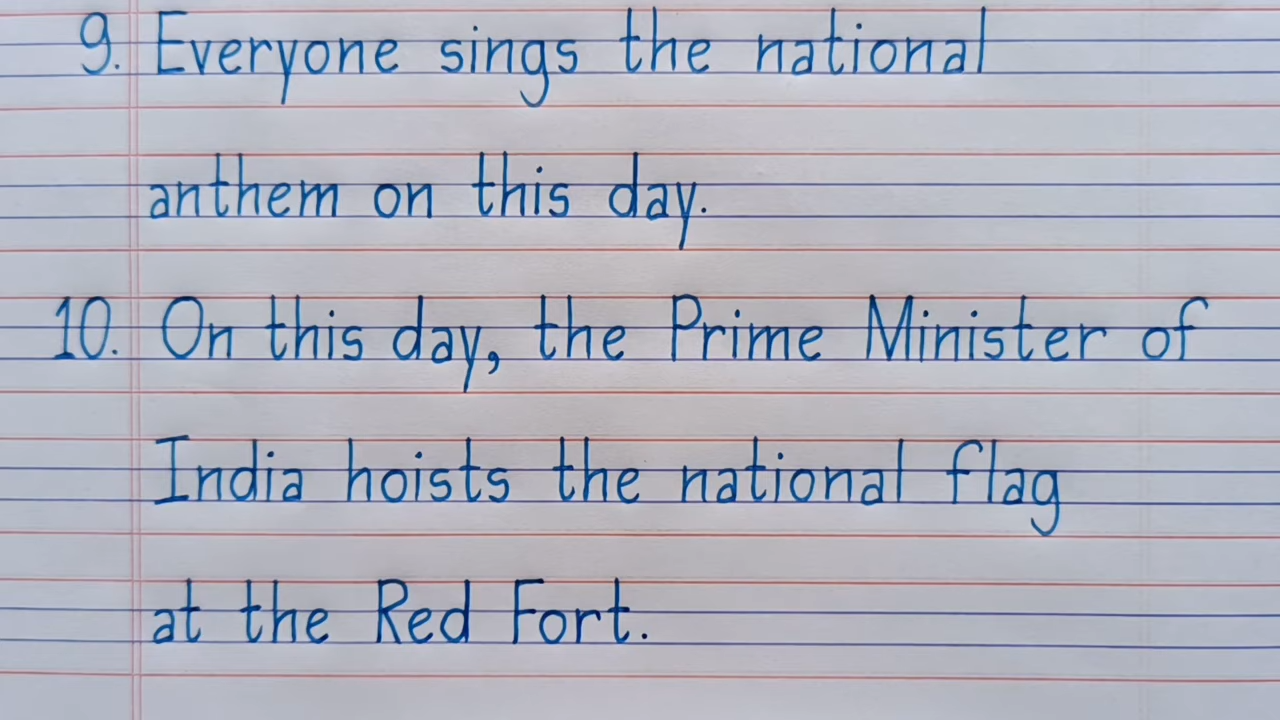 9. Everyone sings the national
anthem on this day.
10. On this day, the Prime Minister of
India hoists the national flag
at the Red Fort.